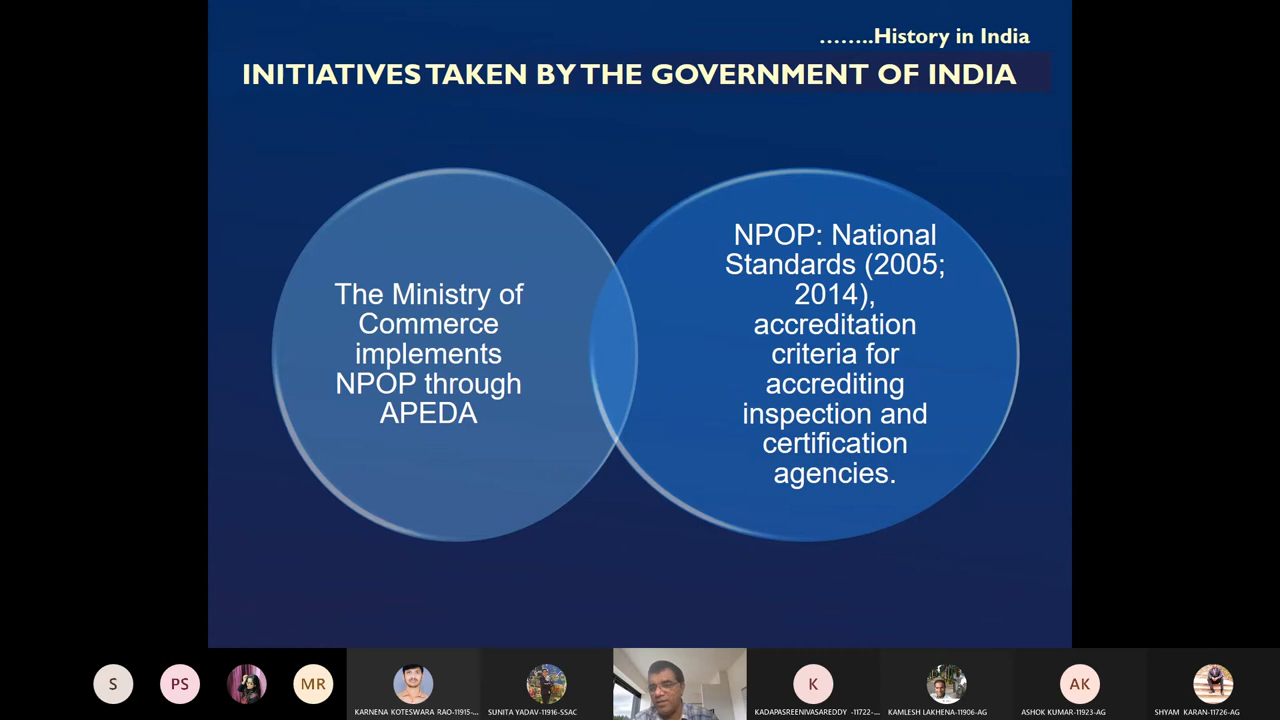 ........History in India
INITIATIVES TAKEN BY THE GOVERNMENT OF INDIA
The Ministry of
Commerce
implements
NPOP through
APEDA
NPOP: National
Standards (2005;
2014),
accreditation
criteria for
accrediting
inspection and
certification
agencies.
S
PS
MR
K
AK
KARNENA KOTESWARA RAO-11915-...
SUNITA YADAV-11916-SSAC
KADAPASREENIVASAREDDY -11722-...
KAMLESH LAKHENA-11906-AG
ASHOK KUMAR-11923-AG
SHYAM KARAN-11726-AG